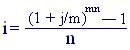 i = (1 + j/m)^mn — 1 / n